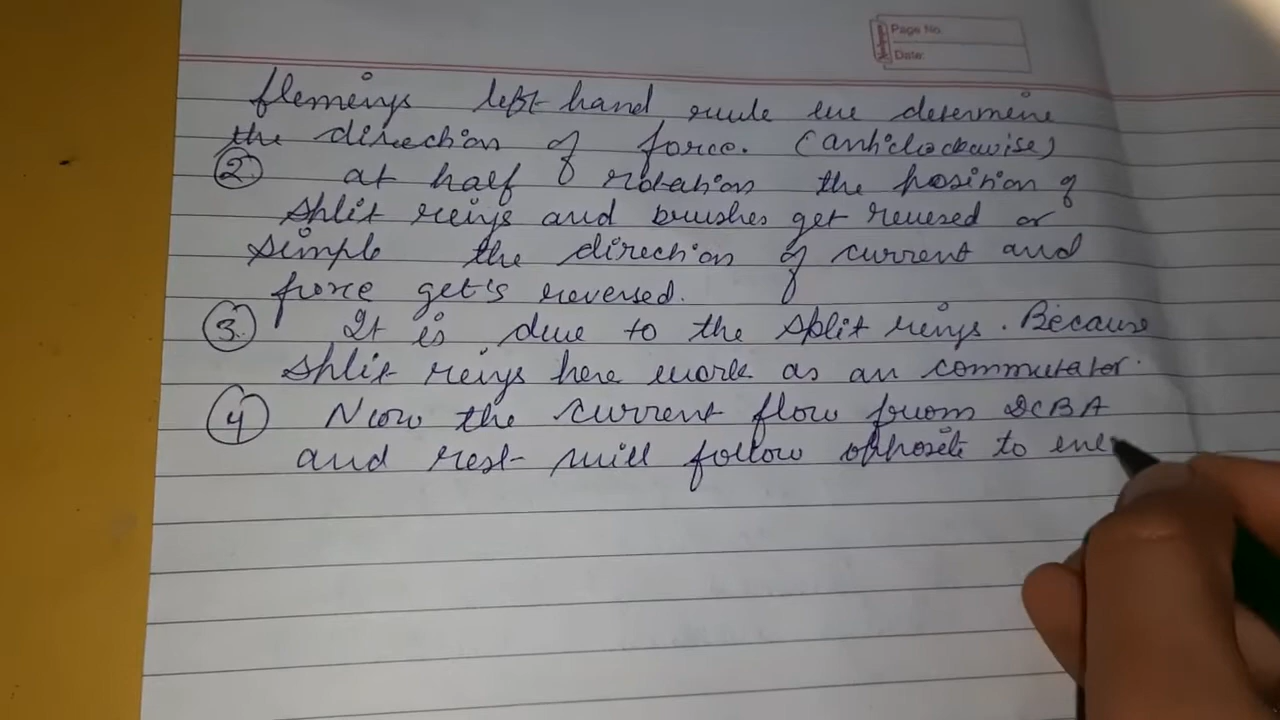 Page No.
Date:
flemings left hand rule we determine
the direction of force. (anticlockwise)
2 at half rotation the position of
split rings and brushes get revesed or
simple the direction of current and
force get's reversed.
3. It is due to the split rings. Because
split rings here work as an commutator.
4 Now the current flow from DCBA
and rest will follow opposite to